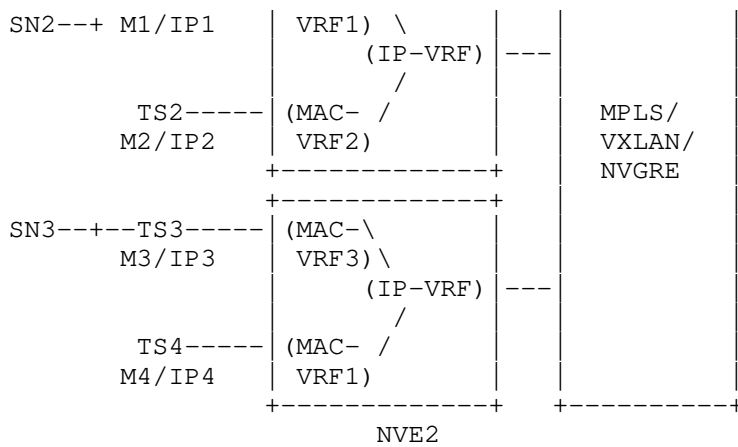 SN2--+ M1/IP1    |  VRF1)  \      |   |          |
                 |       (IP-VRF) |---|          |
                 |         /      |   |          |
        TS2-----|  (MAC-  /       |   |  MPLS/   |
       M2/IP2    |  VRF2)         |   |  VXLAN/  |
                 +-------------+      |  NVGRE   |
                 +-------------+      |          |
SN3--+--TS3-----|  (MAC-\         |   |          |
       M3/IP3    |  VRF3)\        |   |          |
                 |       (IP-VRF) |---|          |
                 |         /      |   |          |
        TS4-----|  (MAC-  /       |   |          |
       M4/IP4    |  VRF1)         |   |          |
                 +-------------+      +----------+
                       NVE2